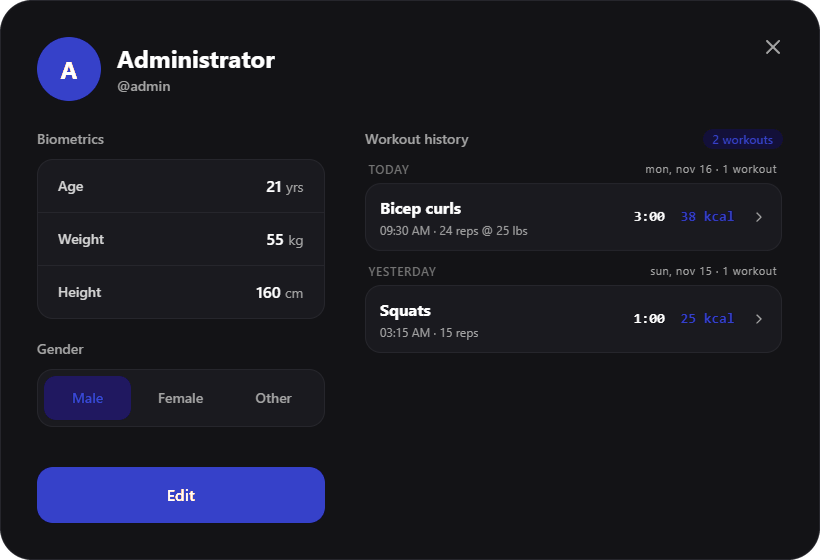 A
Administrator
@admin
Biometrics
Age 21 yrs
Weight 55 kg
Height 160 cm
Gender
Male Female Other
Edit
Workout history 2 workouts
TODAY mon, nov 16 · 1 workout
Bicep curls
09:30 AM · 24 reps @ 25 lbs
3:00 38 kcal
YESTERDAY sun, nov 15 · 1 workout
Squats
03:15 AM · 15 reps
1:00 25 kcal